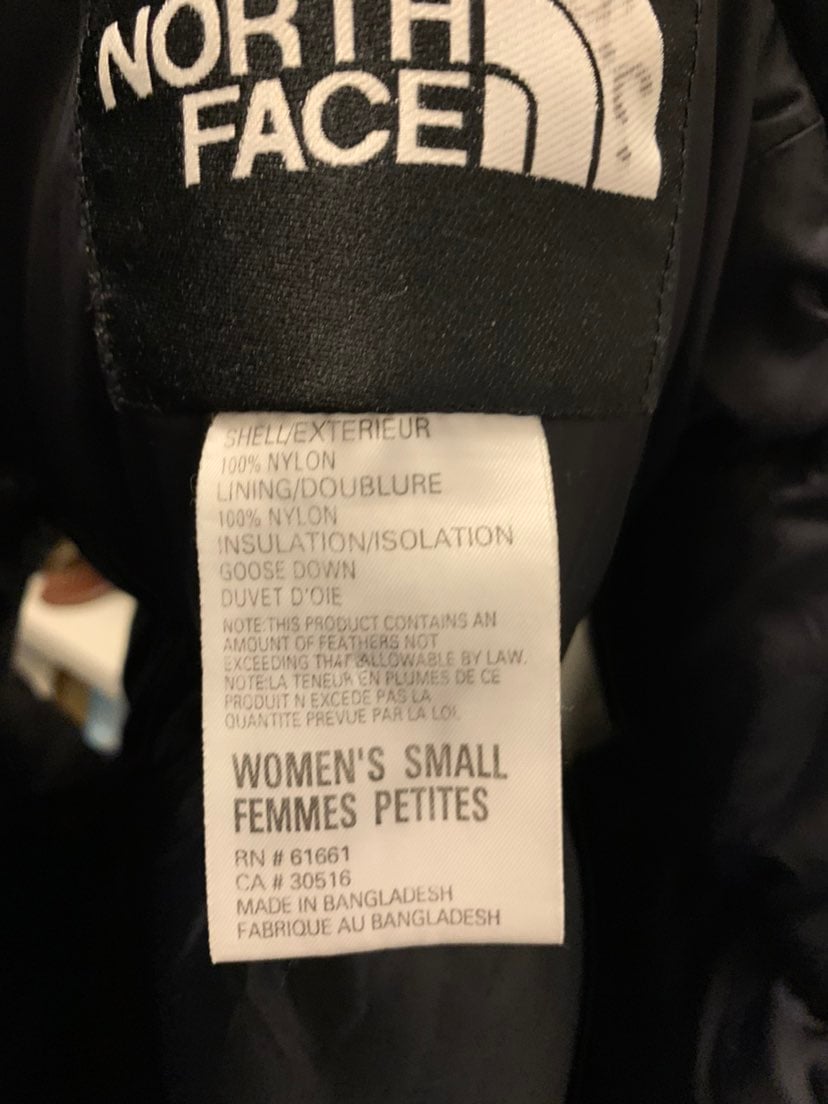 NORTH
FACE
SHELL/EXTERIEUR
100% NYLON
LINING/DOUBLURE
100% NYLON
INSULATION/ISOLATION
GOOSE DOWN
DUVET D'OIE
NOTE:THIS PRODUCT CONTAINS AN
AMOUNT OF FEATHERS NOT
EXCEEDING THAT ALLOWABLE BY LAW.
NOTE:LA TENEUR EN PLUMES DE CE
PRODUIT N EXCEDE PAS LA
QUANTITE PREVUE PAR LA LOI.
WOMEN'S SMALL
FEMMES PETITES
RN # 61661
CA # 30516
MADE IN BANGLADESH
FABRIQUE AU BANGLADESH